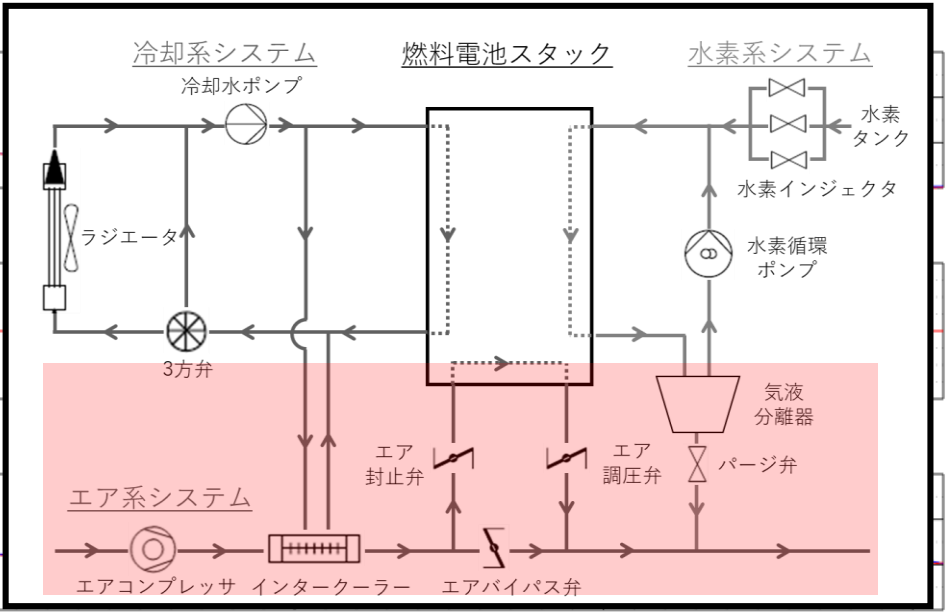 冷却系システム
燃料電池スタック
水素系システム
冷却水ポンプ
水素
タンク
水素インジェクタ
ラジエータ
水素循環
ポンプ
3方弁
気液
分離器
エア
封止弁
エア
調圧弁
パージ弁
エア系システム
エアコンプレッサ
インタークーラー
エアバイパス弁